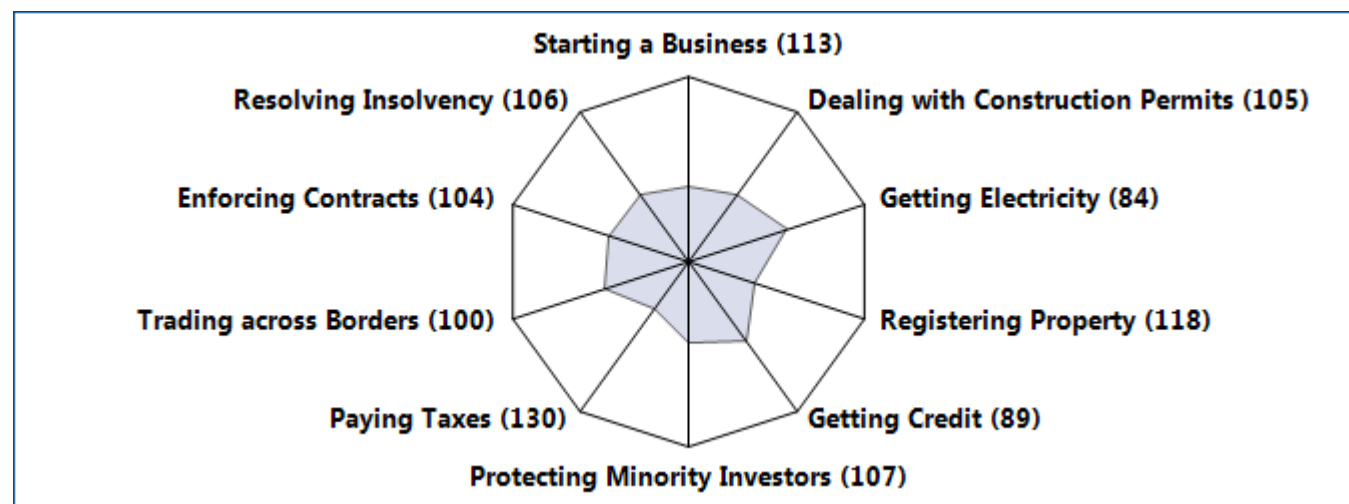 Starting a Business (113)
Resolving Insolvency (106)
Dealing with Construction Permits (105)
Enforcing Contracts (104)
Getting Electricity (84)
Trading across Borders (100)
Registering Property (118)
Paying Taxes (130)
Getting Credit (89)
Protecting Minority Investors (107)